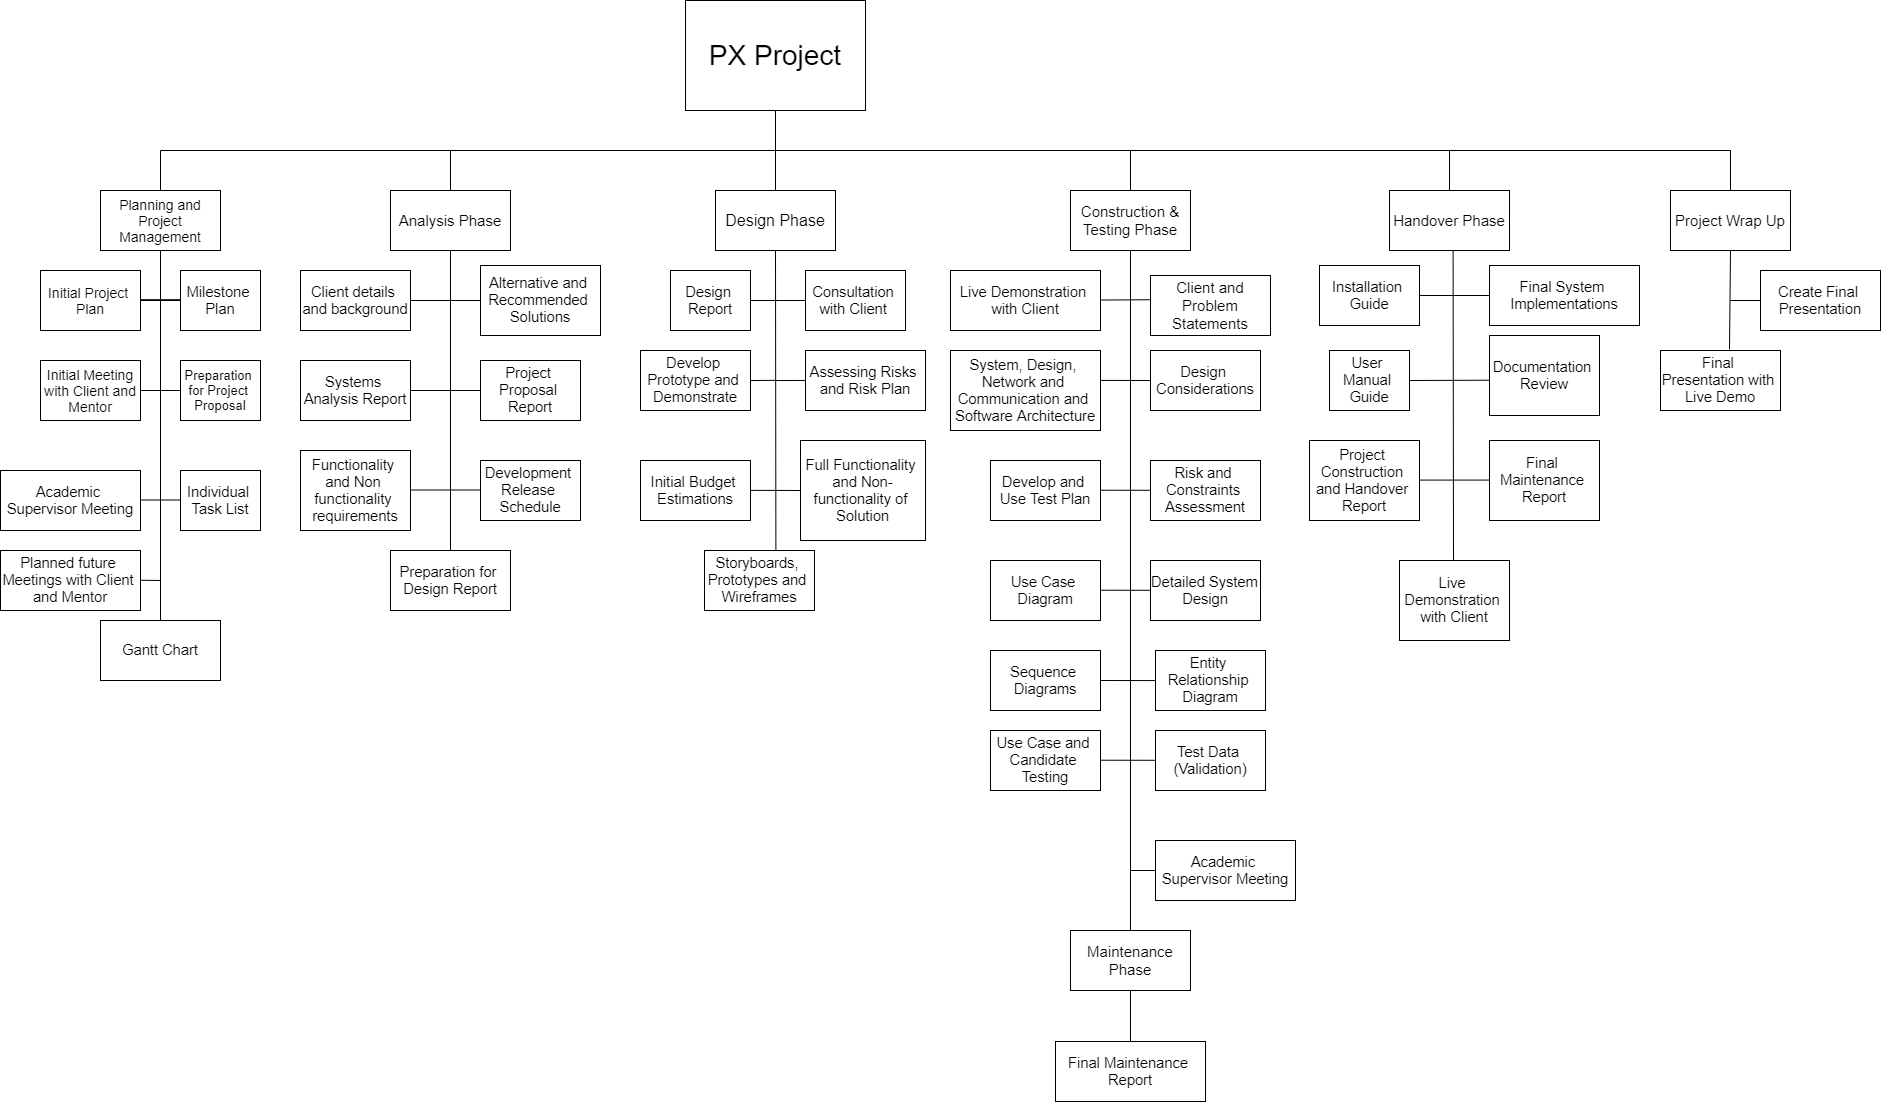 PX Project
Planning and
Project
Management
Analysis Phase
Design Phase
Construction &
Testing Phase
Handover Phase
Project Wrap Up
Initial Project
Plan
Milestone
Plan
Initial Meeting
with Client and
Mentor
Preparation
for Project
Proposal
Academic
Supervisor Meeting
Individual
Task List
Planned future
Meetings with Client
and Mentor
Gantt Chart
Client details
and background
Alternative and
Recommended
Solutions
Systems
Analysis Report
Project
Proposal
Report
Functionality
and Non
functionality
requirements
Development
Release
Schedule
Preparation for
Design Report
Design
Report
Consultation
with Client
Develop
Prototype and
Demonstrate
Assessing Risks
and Risk Plan
Initial Budget
Estimations
Full Functionality
and Non-
functionality of
Solution
Storyboards,
Prototypes and
Wireframes
Live Demonstration
with Client
Client and
Problem
Statements
System, Design,
Network and
Communication and
Software Architecture
Design
Considerations
Develop and
Use Test Plan
Risk and
Constraints
Assessment
Use Case
Diagram
Detailed System
Design
Sequence
Diagrams
Entity
Relationship
Diagram
Use Case and
Candidate
Testing
Test Data
(Validation)
Academic
Supervisor Meeting
Maintenance
Phase
Final Maintenance
Report
Installation
Guide
Final System
Implementations
User
Manual
Guide
Documentation
Review
Project
Construction
and Handover
Report
Final
Maintenance
Report
Live
Demonstration
with Client
Create Final
Presentation
Final
Presentation with
Live Demo